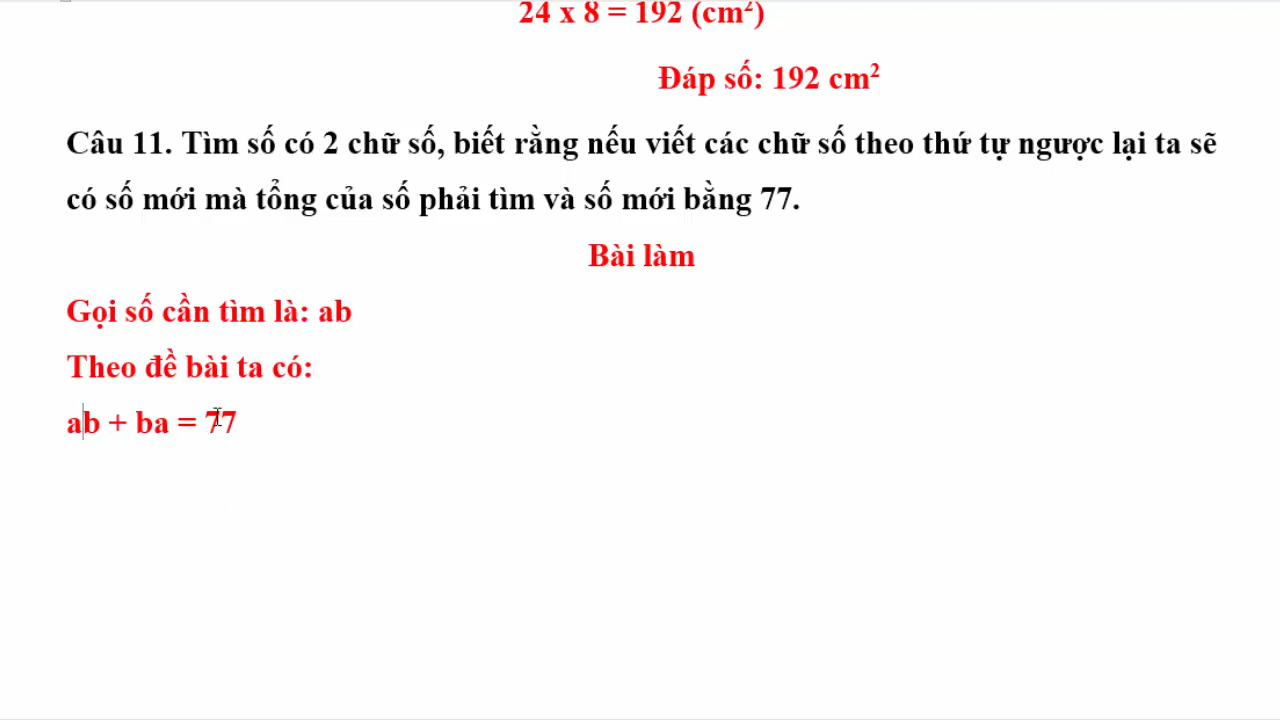 24 x 8 = 192 (cm²)
Đáp số: 192 cm²
Câu 11. Tìm số có 2 chữ số, biết rằng nếu viết các chữ số theo thứ tự ngược lại ta sẽ
có số mới mà tổng của số phải tìm và số mới bằng 77.
Bài làm
Gọi số cần tìm là: ab
Theo đề bài ta có:
ab + ba = 77